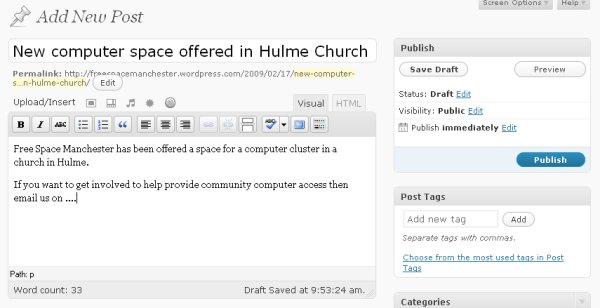 Screen Options ▼ Help ▼
Add New Post
New computer space offered in Hulme Church
Permalink: http://freespacemanchester.wordpress.com/2009/02/17/new-computer-
s…n-hulme-church/ Edit
Upload/Insert
Visual HTML
B I ABC
ABC
Free Space Manchester has been offered a space for a computer cluster in a
church in Hulme.
If you want to get involved to help provide community computer access then
email us on ....
Path: p
Word count: 33 Draft Saved at 9:53:24 am.
Publish
Save Draft Preview
Status: Draft Edit
Visibility: Public Edit
Publish immediately Edit
Publish
Post Tags
Add new tag Add
Separate tags with commas.
Choose from the most used tags in Post
Tags
Categories